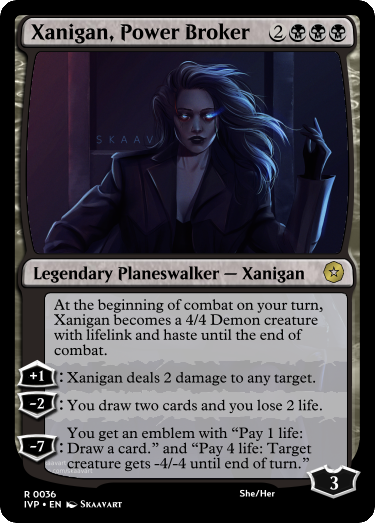 Xanigan, Power Broker 2
SKAAV
Legendary Planeswalker — Xanigan
At the beginning of combat on your turn,
Xanigan becomes a 4/4 Demon creature
with lifelink and haste until the end of
combat.
+1: Xanigan deals 2 damage to any target.
-2: You draw two cards and you lose 2 life.
You get an emblem with “Pay 1 life:
-7: Draw a card.” and “Pay 4 life: Target
creature gets -4/-4 until end of turn.”
3
R 0036
She/Her
IVP • EN Skaavart